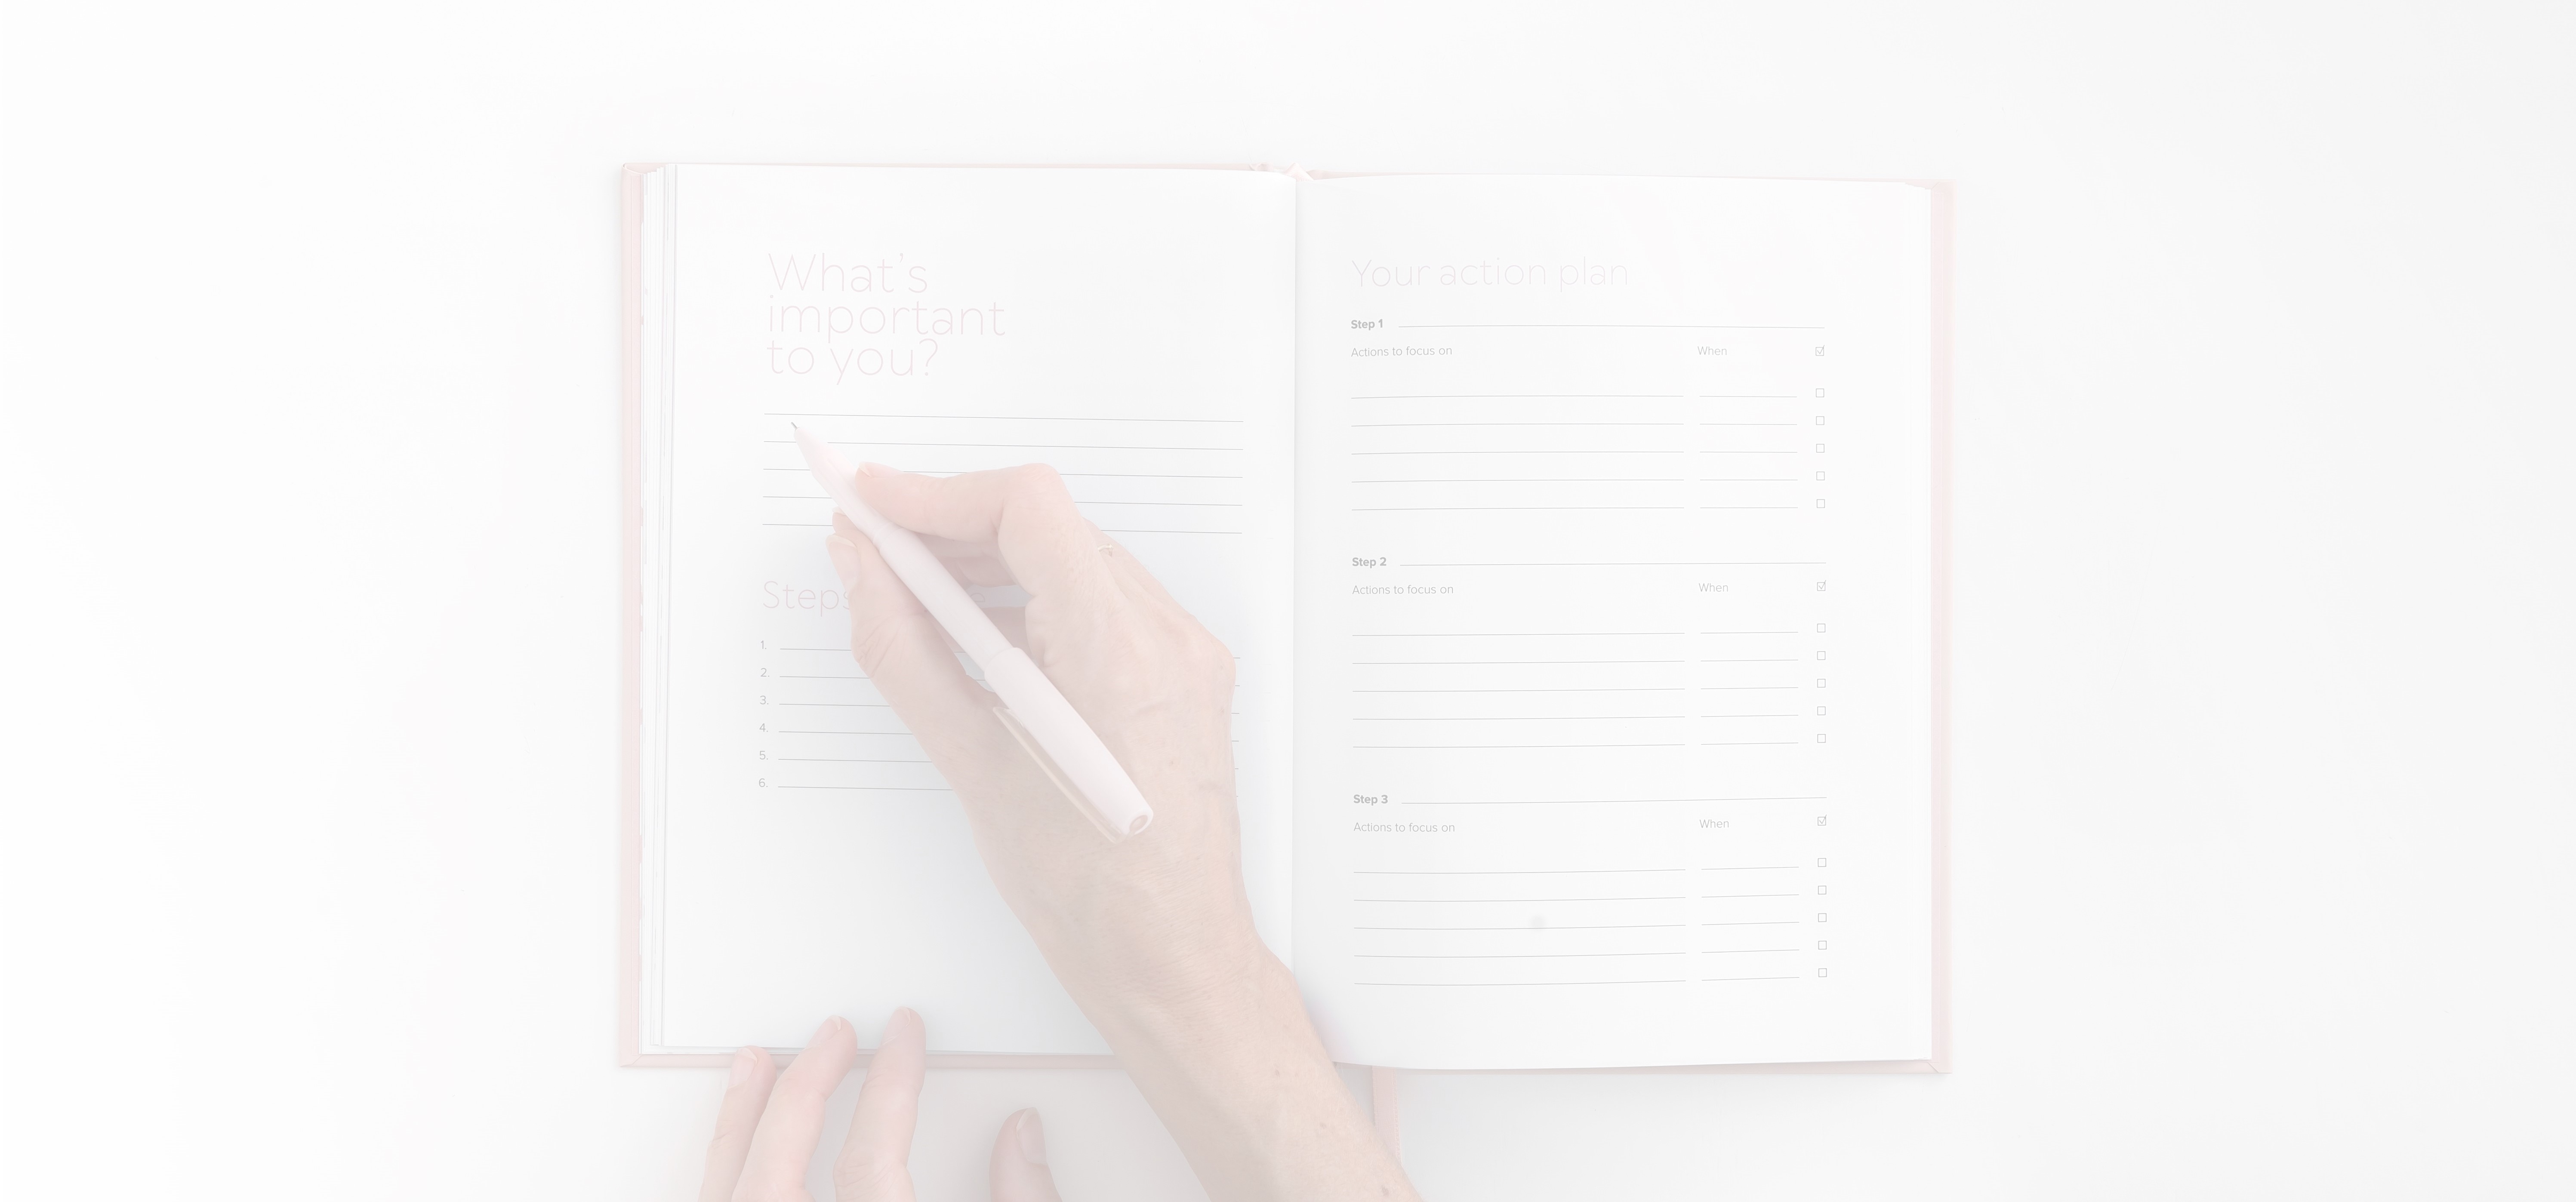 What's
important
to you?
Steps
1.
2.
3.
4.
5.
6.
Your action plan
Step 1
Actions to focus on When
Step 2
Actions to focus on When
Step 3
Actions to focus on When